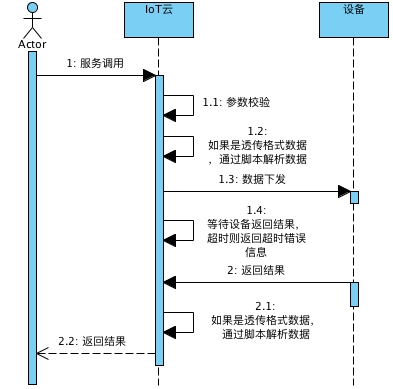 IoT云
设备
Actor
1: 服务调用
1.1: 参数校验
1.2:
如果是透传格式数据
，通过脚本解析数据
1.3: 数据下发
1.4:
等待设备返回结果，
超时则返回超时错误
信息
2: 返回结果
2.1:
如果是透传格式数据，
通过脚本解析数据
2.2: 返回结果